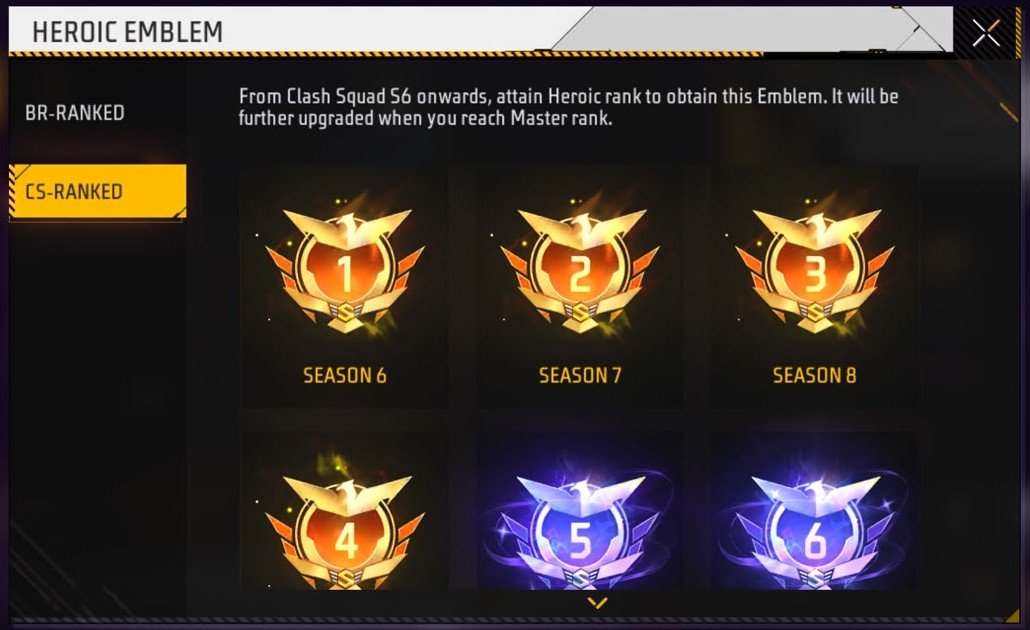 HEROIC EMBLEM
BR-RANKED
CS-RANKED
From Clash Squad S6 onwards, attain Heroic rank to obtain this Emblem. It will be
further upgraded when you reach Master rank.
1
2
3
SEASON 6
SEASON 7
SEASON 8
4
5
6